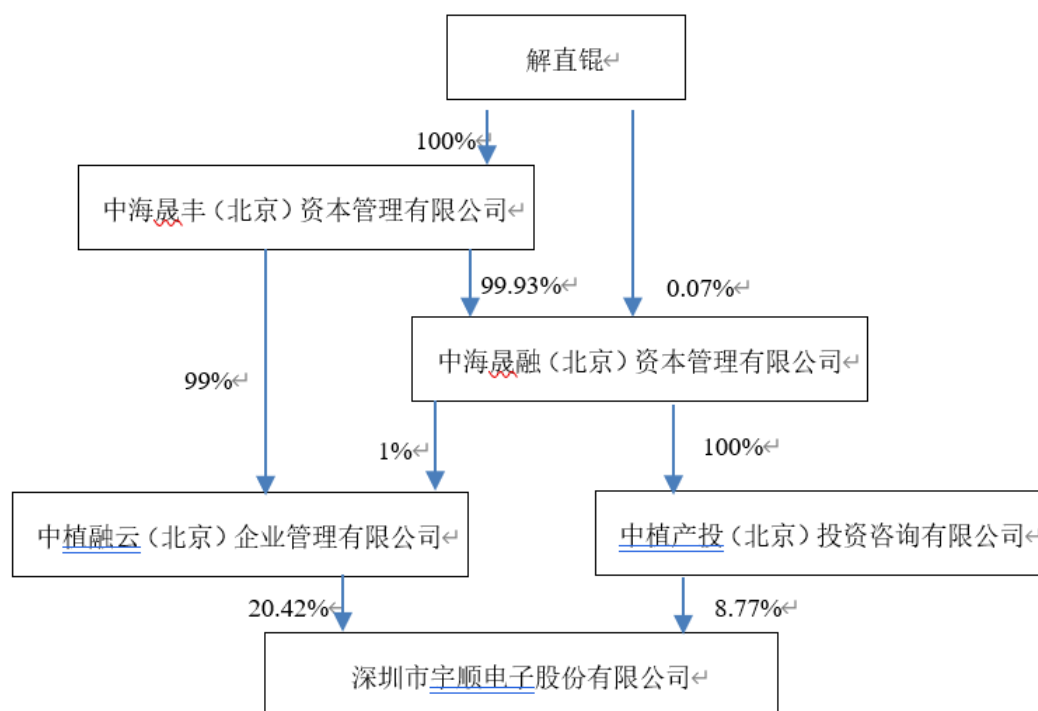 解直锟
100%
中海晟丰（北京）资本管理有限公司
99.93%
0.07%
中海晟融（北京）资本管理有限公司
99%
1%
100%
中植融云（北京）企业管理有限公司
中植产投（北京）投资咨询有限公司
20.42%
8.77%
深圳市宇顺电子股份有限公司